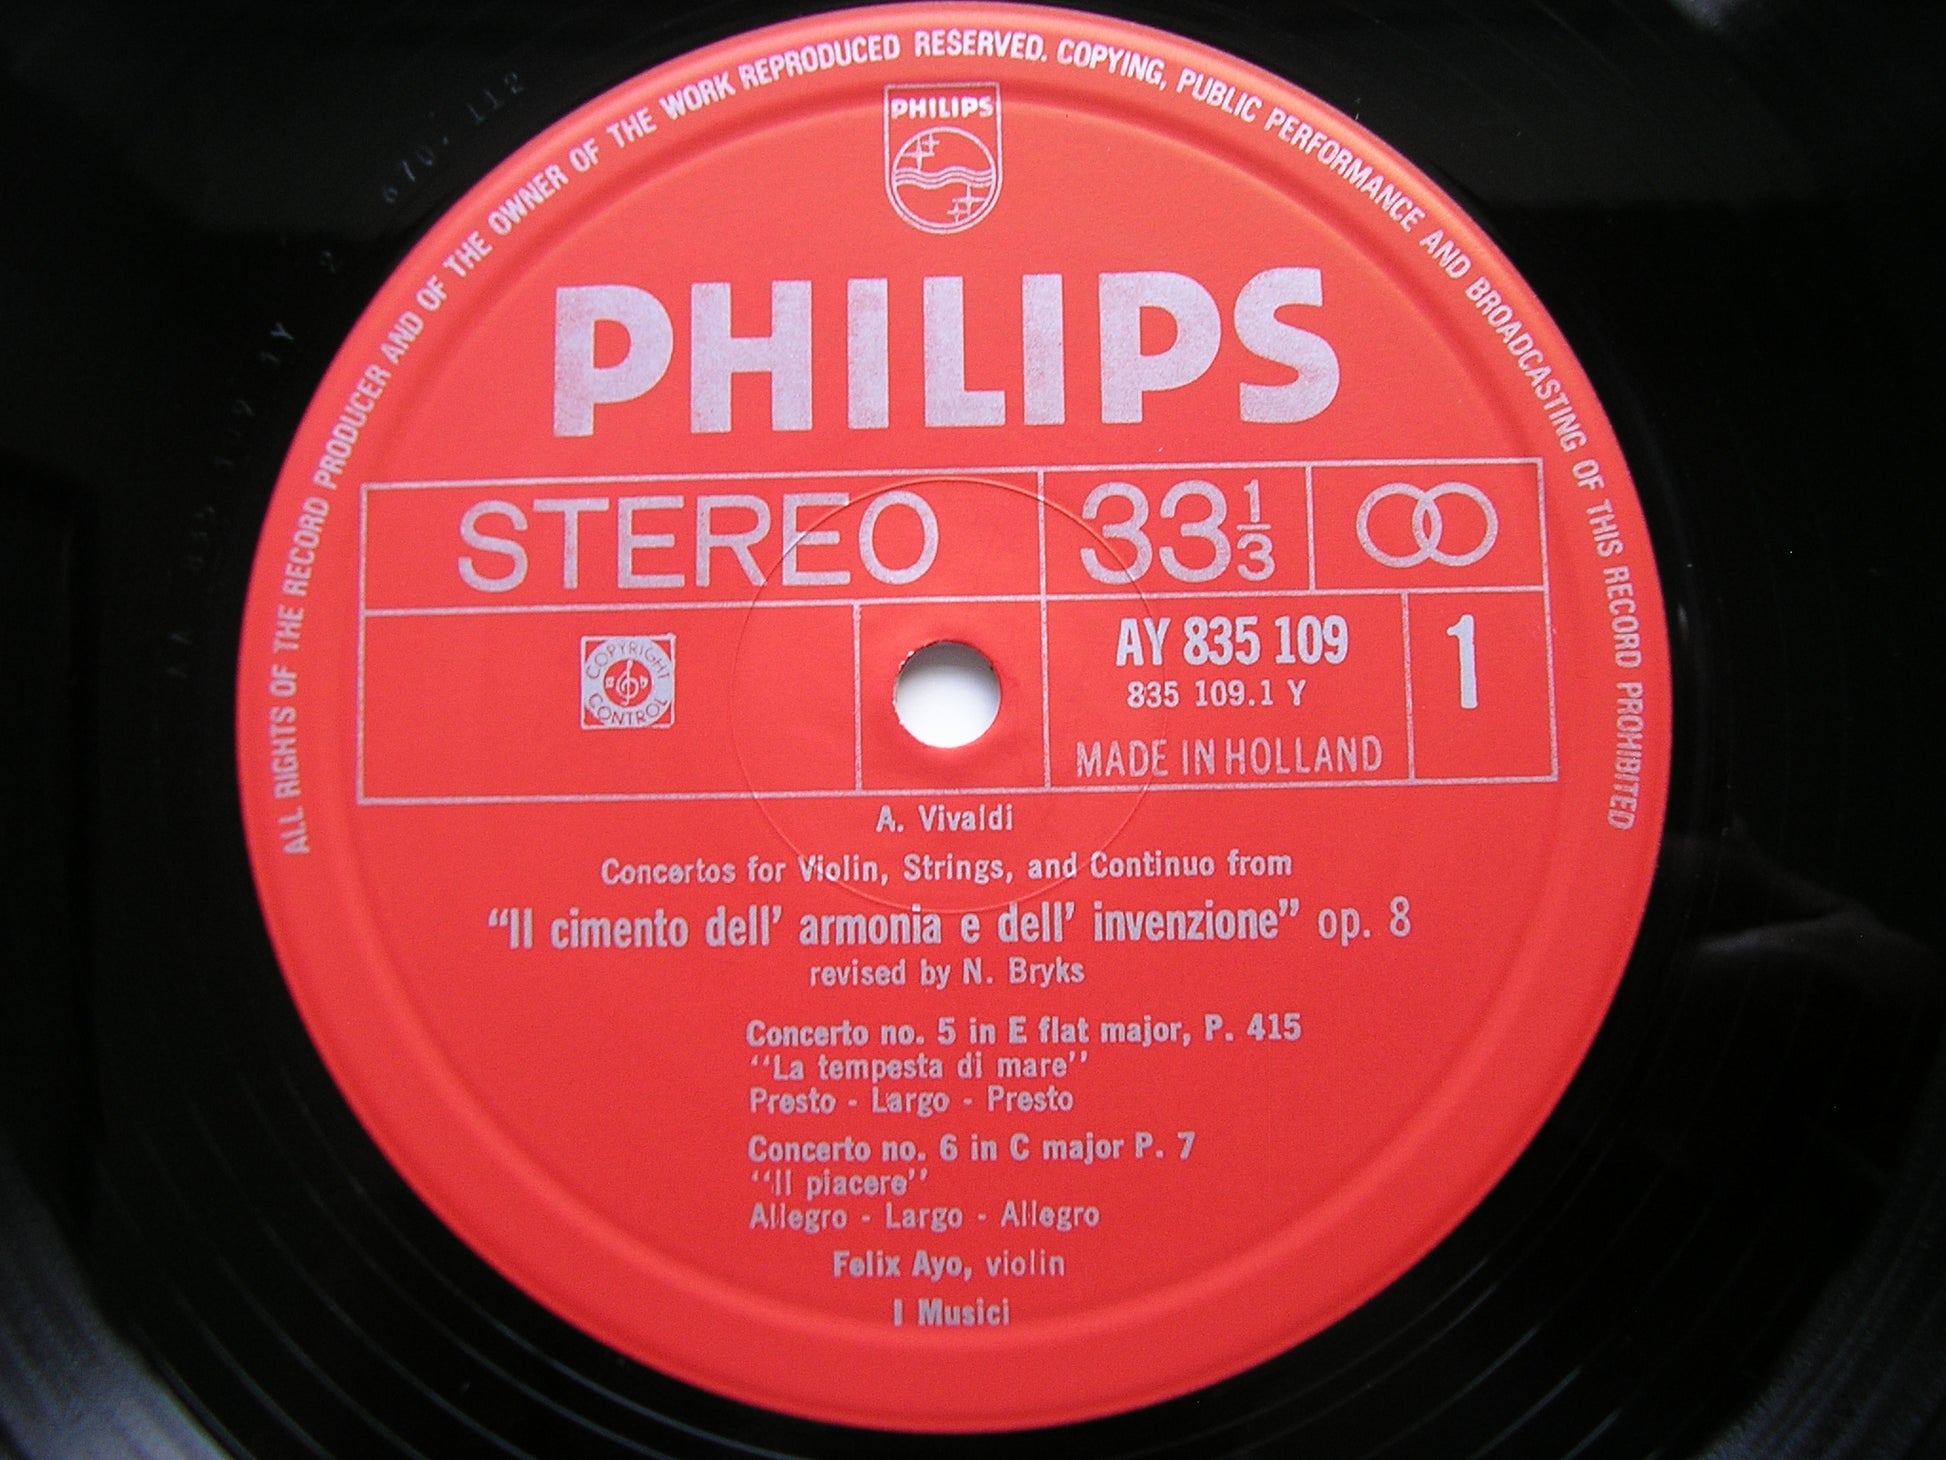 ALL RIGHTS OF THE RECORD PRODUCER AND OF THE OWNER OF THE WORK REPRODUCED RESERVED. COPYING, PUBLIC PERFORMANCE AND BROADCASTING OF THIS RECORD PROHIBITED
PHILIPS
PHILIPS
STEREO 33 1/3
COPYRIGHT CONTROL
AY 835 109 1
835 109.1 Y
MADE IN HOLLAND
A. Vivaldi
Concertos for Violin, Strings, and Continuo from
“Il cimento dell’ armonia e dell’ invenzione” op. 8
revised by N. Bryks
Concerto no. 5 in E flat major, P. 415
“La tempesta di mare”
Presto - Largo - Presto
Concerto no. 6 in C major P. 7
“Il piacere”
Allegro - Largo - Allegro
Felix Ayo, violin
I Musici